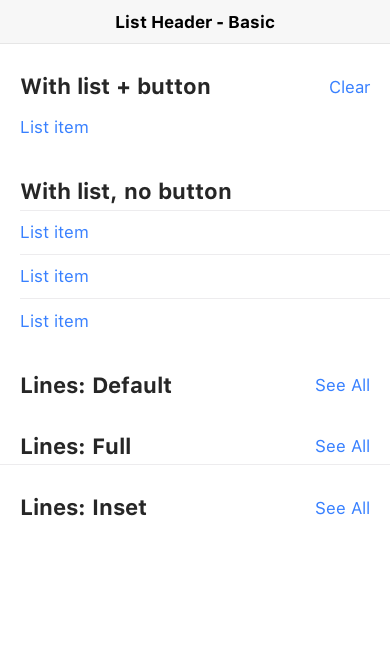 List Header - Basic
With list + button Clear
List item
With list, no button
List item
List item
List item
Lines: Default See All
Lines: Full See All
Lines: Inset See All